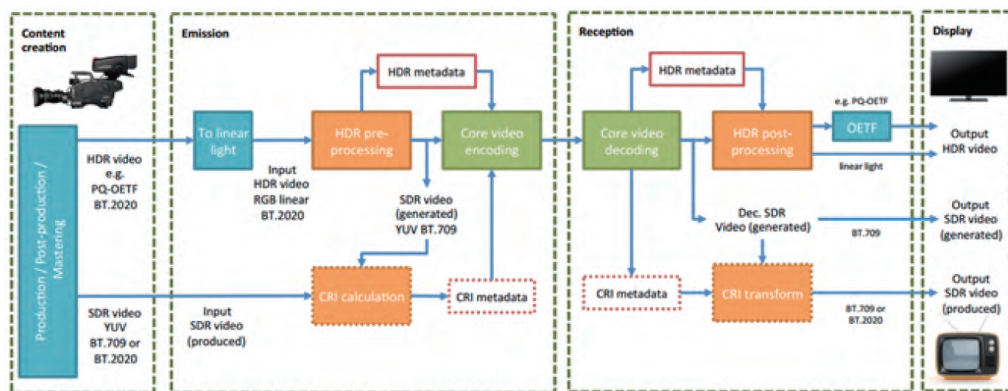 Content
creation
Emission
Reception
Display
HDR metadata
HDR metadata
e.g. PQ-OETF
To linear
light
HDR pre-
processing
Core video
encoding
Core video
decoding
HDR post-
processing
OETF
Output
HDR video
linear light
HDR video
e.g.
PQ-OETF
BT.2020
Input
HDR video
RGB linear
BT.2020
SDR video
(generated)
YUV BT.709
Dec. SDR
Video (generated)
BT.709
Output
SDR video
(generated)
Production / Post-production /
Mastering
CRI calculation
CRI metadata
CRI metadata
CRI transform
Output
SDR video
(produced)
BT.709 or
BT.2020
SDR video
YUV
BT.709 or
BT.2020
Input
SDR video
(produced)